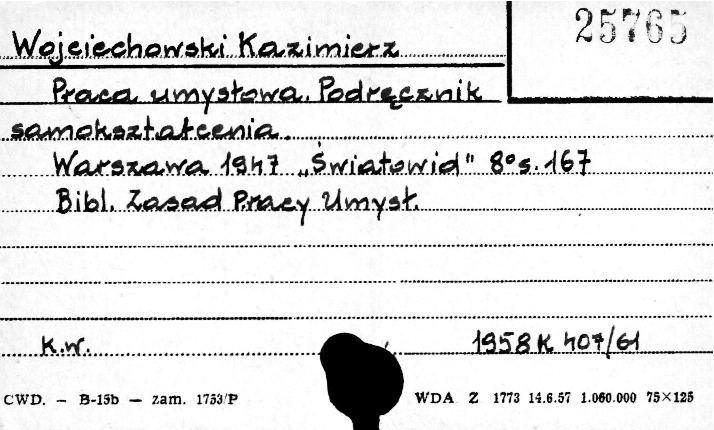 25765
Wojciechowski Kazimierz
Praca umysłowa. Podręcznik
samokształcenia.
Warszawa 1947 „Światowid" 8° s. 167
Bibl. Zasad Pracy Umysł.
K.W. 1958 K 407/61
CWD. — B-15b — zam. 1753/P WDA Z 1773 14.6.57 1.060.000 75×125